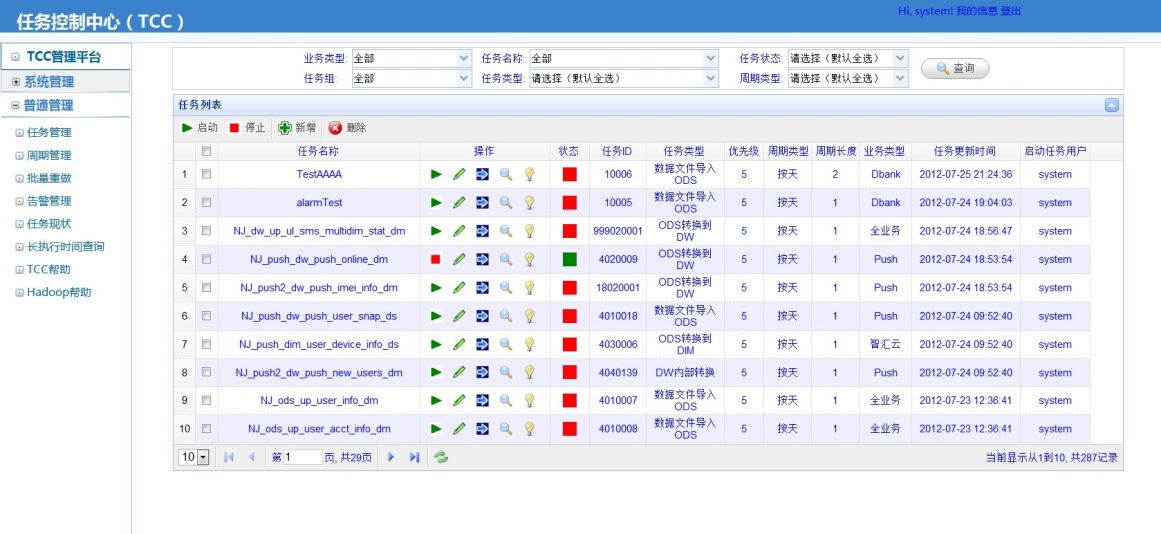 任务控制中心（TCC）
Hi, system! 我的信息 登出
TCC管理平台
系统管理
普通管理
任务管理
周期管理
批量重做
告警管理
任务现状
长执行时间查询
TCC帮助
Hadoop帮助
业务类型: 全部 任务名称: 全部 任务状态: 请选择（默认全选）
任务组: 全部 任务类型: 请选择（默认全选） 周期类型: 请选择（默认全选）
查询
任务列表
启动 停止 新增 删除
任务名称 操作 状态 任务ID 任务类型 优先级 周期类型 周期长度 业务类型 任务更新时间 启动任务用户
1 TestAAAA 10006 数据文件导入ODS 5 按天 2 Dbank 2012-07-25 21:24:36 system
2 alarmTest 10005 数据文件导入ODS 5 按天 1 Dbank 2012-07-24 19:04:03 system
3 NJ_dw_up_ul_sms_multidim_stat_dm 999020001 ODS转换到DW 5 按天 1 全业务 2012-07-24 18:56:47 system
4 NJ_push_dw_push_online_dm 4020009 ODS转换到DW 5 按天 1 Push 2012-07-24 18:53:54 system
5 NJ_push2_dw_push_imei_info_dm 18020001 ODS转换到DW 5 按天 1 Push 2012-07-24 18:53:54 system
6 NJ_push_dw_push_user_snap_ds 4010018 数据文件导入ODS 5 按天 1 Push 2012-07-24 09:52:40 system
7 NJ_push_dim_user_device_info_ds 4030006 ODS转换到DIM 5 按天 1 智汇云 2012-07-24 09:52:40 system
8 NJ_push2_dw_push_new_users_dm 4040139 DW内部转换 5 按天 1 Push 2012-07-24 09:52:40 system
9 NJ_ods_up_user_info_dm 4010007 数据文件导入ODS 5 按天 1 全业务 2012-07-23 12:36:41 system
10 NJ_ods_up_user_acct_info_dm 4010008 数据文件导入ODS 5 按天 1 全业务 2012-07-23 12:36:41 system
10 第 1 页, 共29页 当前显示从1到10, 共287记录